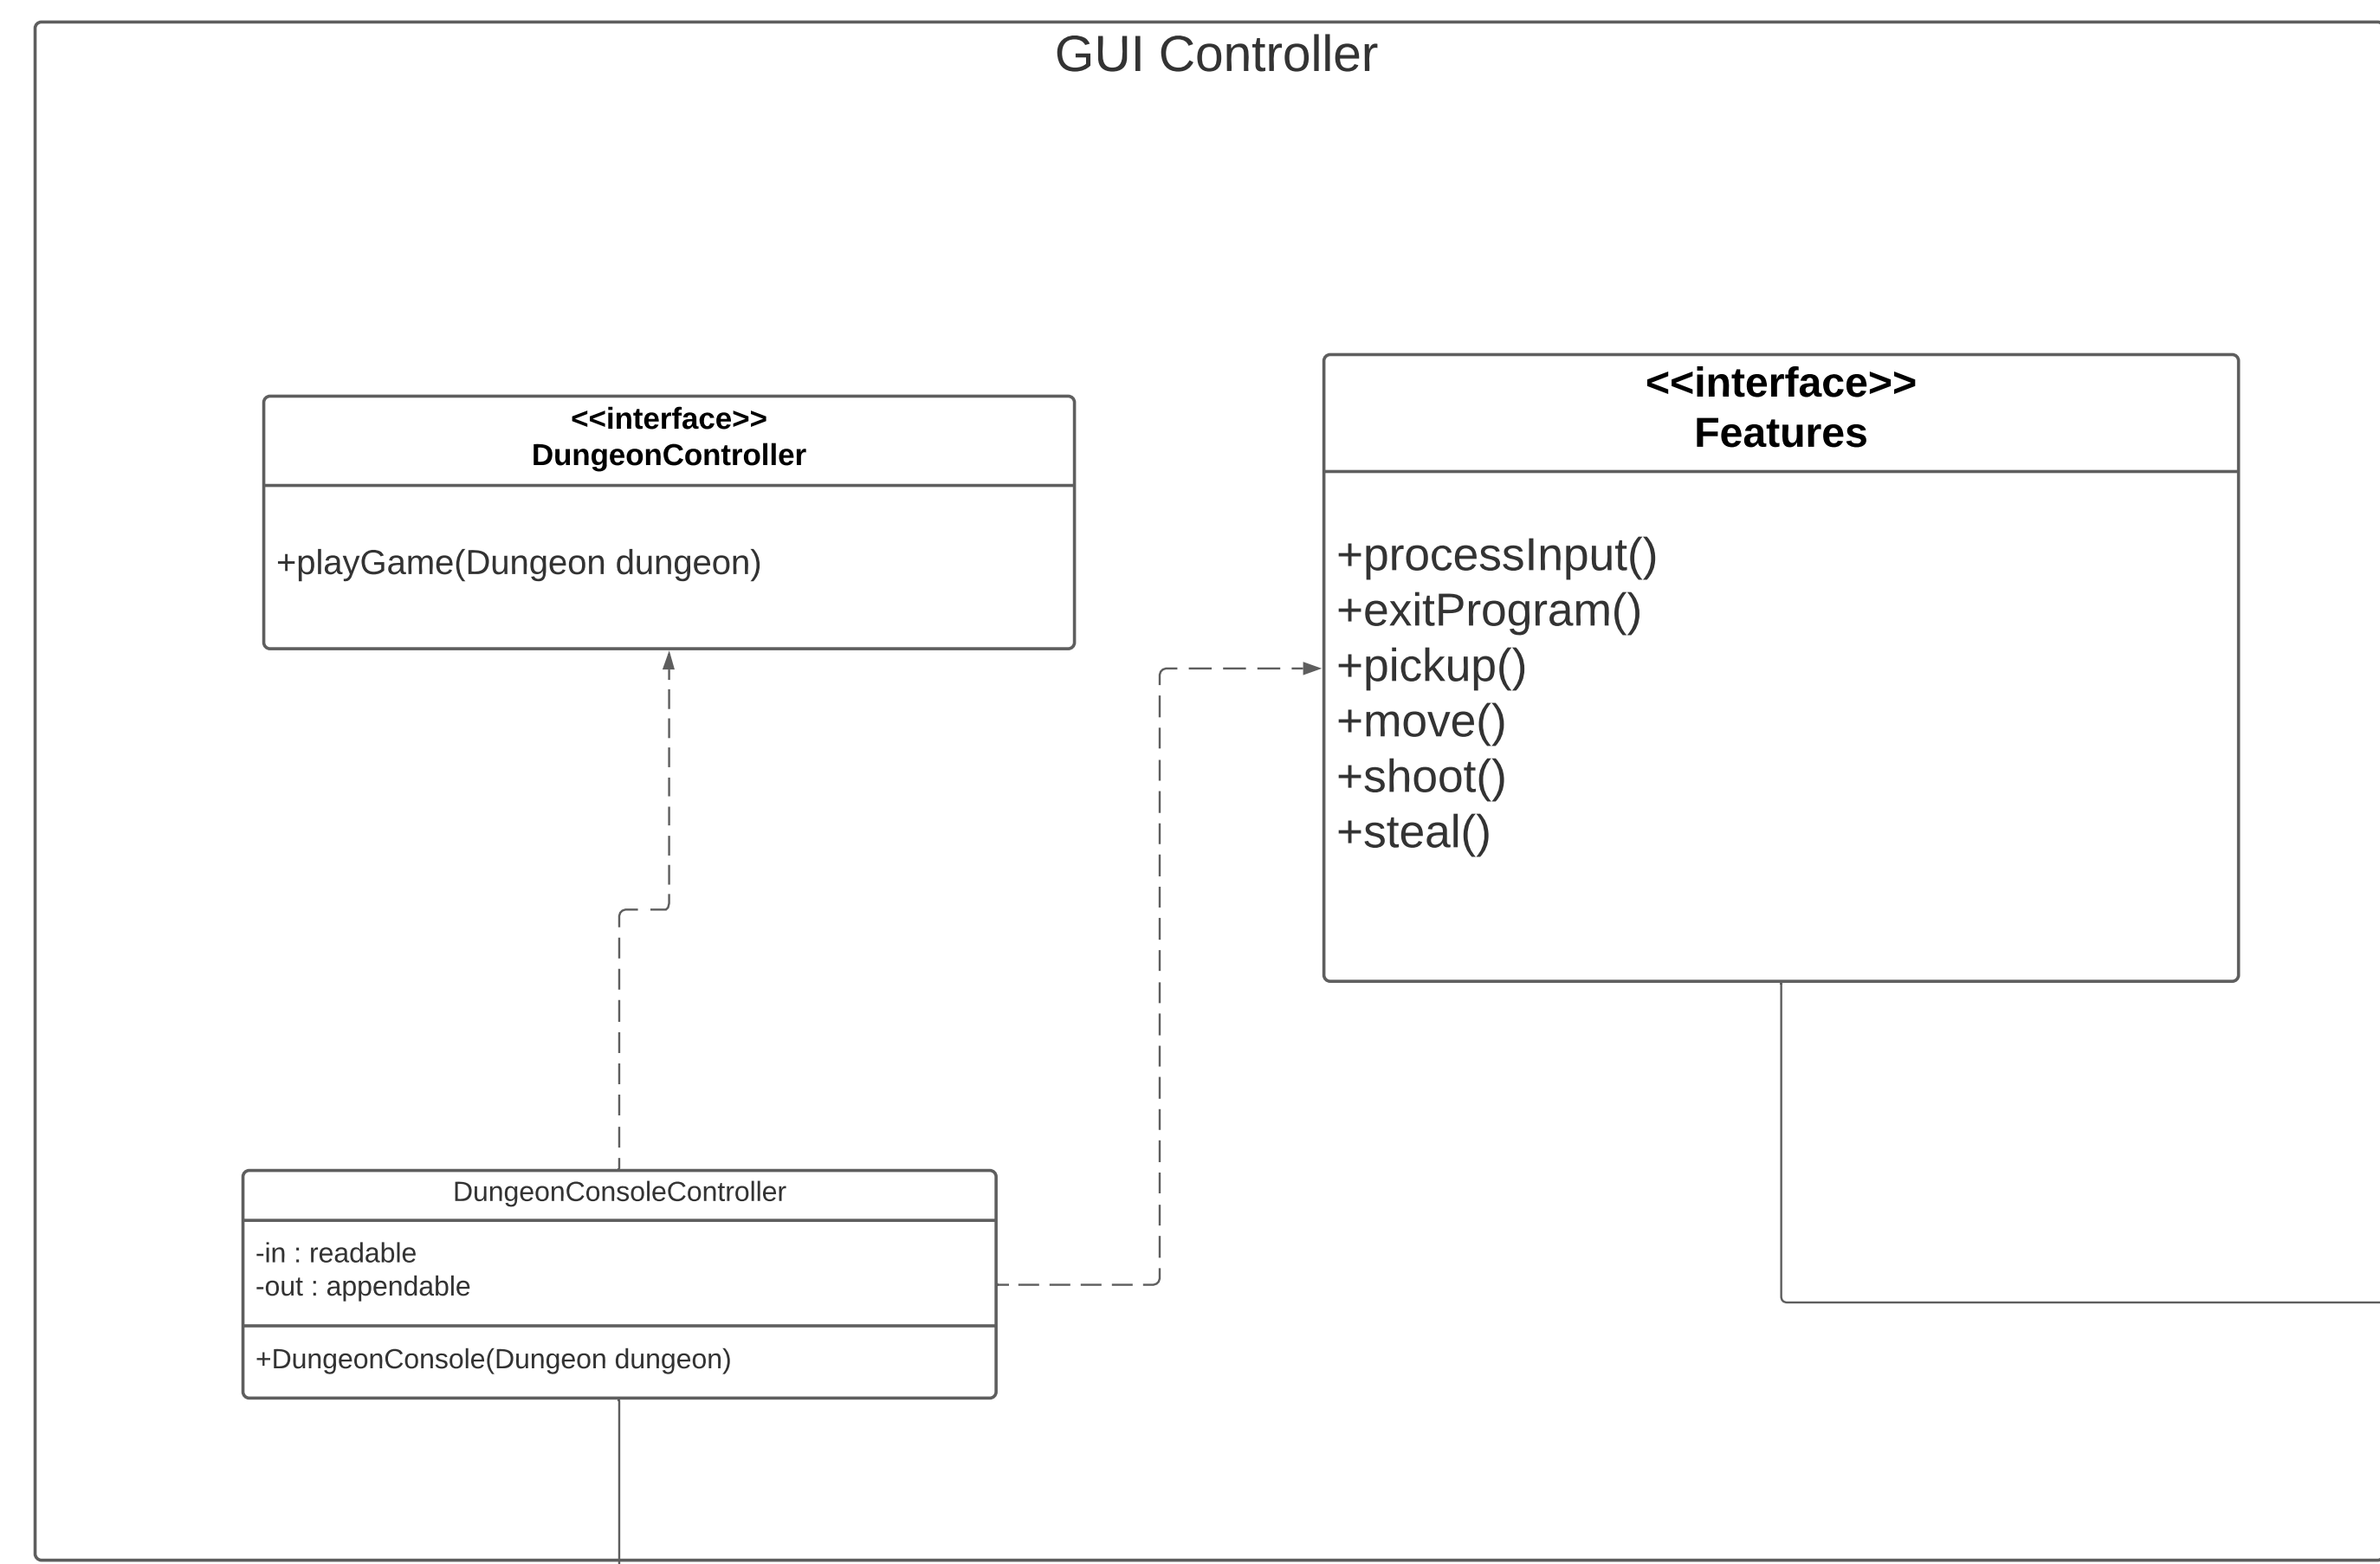 GUI Controller
<<interface>>
DungeonController
+playGame(Dungeon dungeon)
<<interface>>
Features
+processInput()
+exitProgram()
+pickup()
+move()
+shoot()
+steal()
DungeonConsoleController
-in : readable
-out : appendable
+DungeonConsole(Dungeon dungeon)